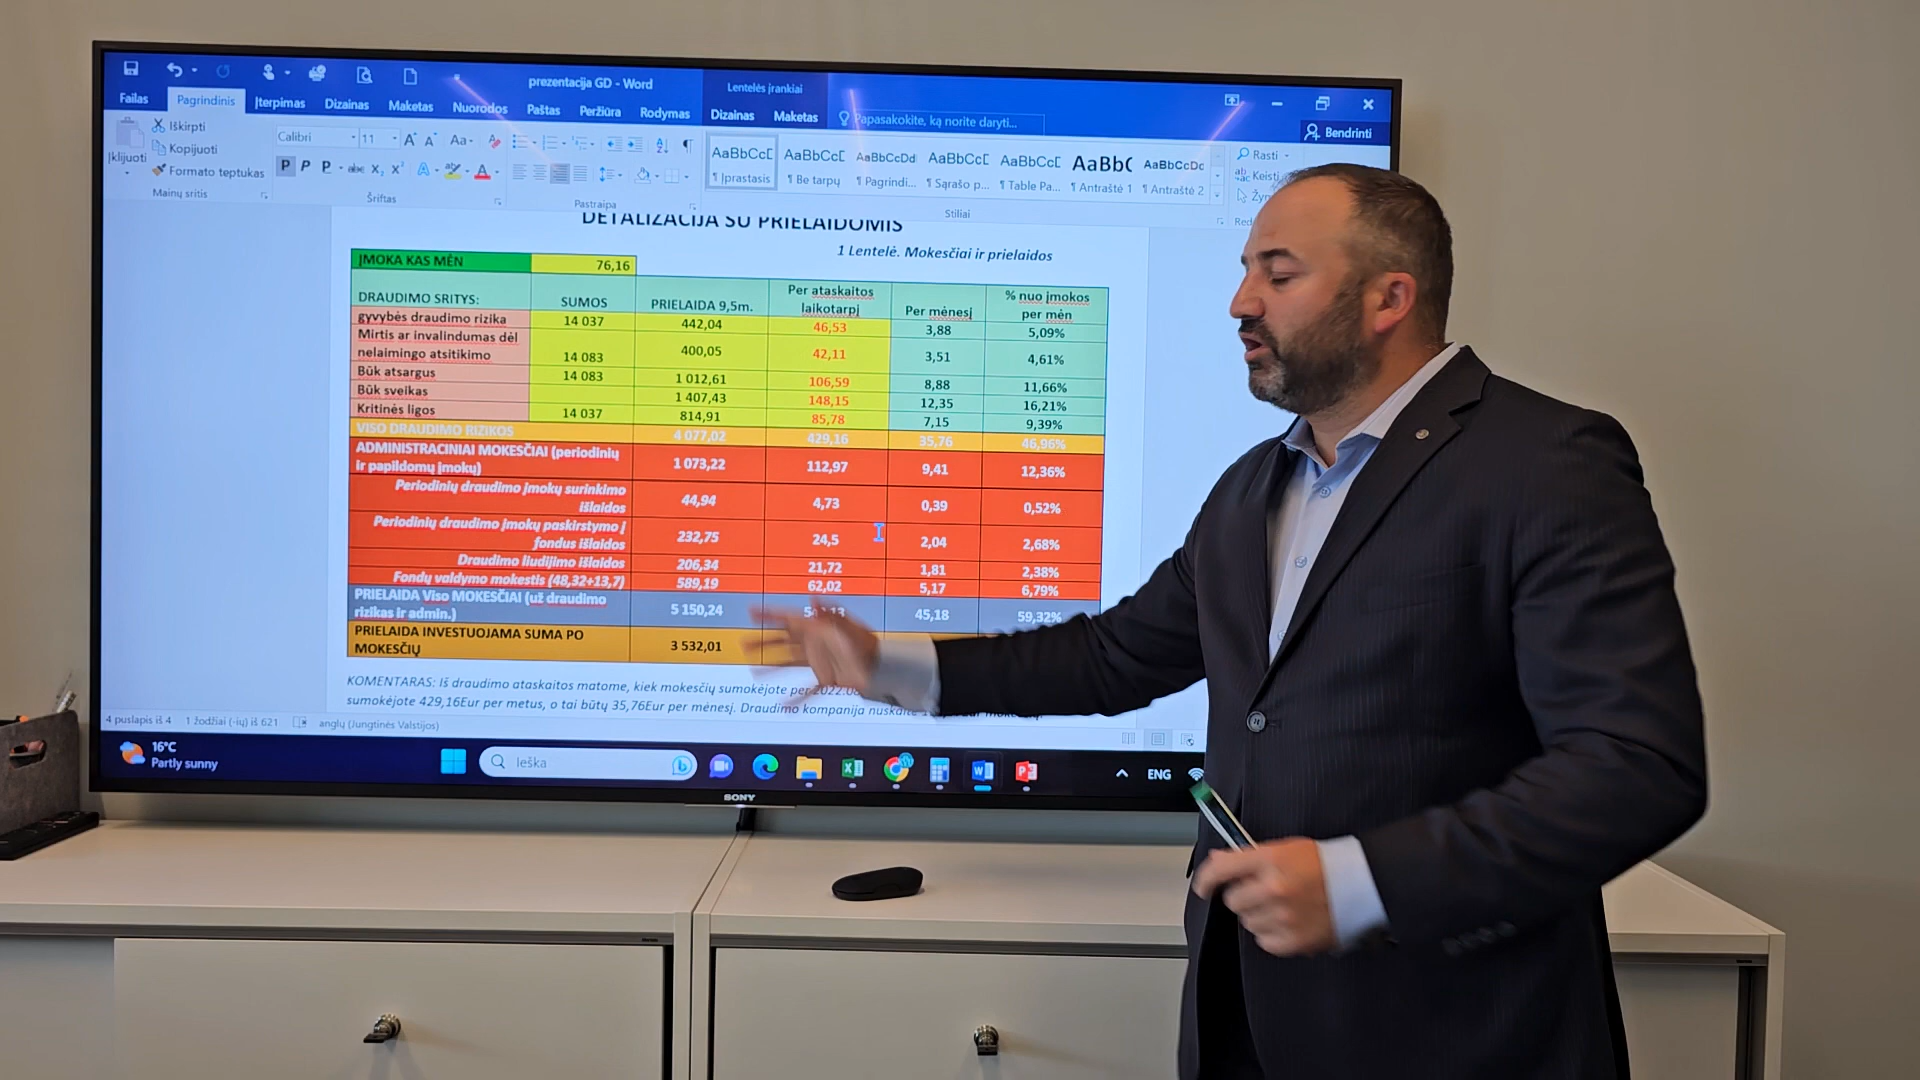 prezentacija GD - Word
Lentelės įrankiai
Failas
Pagrindinis
Įterpimas
Dizainas
Maketas
Nuorodos
Paštas
Peržiūra
Rodymas
Dizainas
Maketas
Papasakokite, ką norite daryti...
Bendrinti
Įklijuoti
Iškirpti
Kopijuoti
Formato teptukas
Mainų sritis
Calibri
11
Šriftas
Pastraipa
AaBbCcD
¶ Įprastasis
¶ Be tarpų
AaBbCcDd
¶ Pagrindi...
¶ Sąrašo p...
¶ Table Pa...
¶ Antraštė 1
AaBbCcDc
¶ Antraštė 2
Stiliai
Rasti
Keisti
DETALIZACIJA SU PRIELAIDOMIS
1 Lentelė. Mokesčiai ir prielaidos
ĮMOKA KAS MĖN 76,16
DRAUDIMO SRITYS: SUMOS PRIELAIDA 9,5m. Per ataskaitos laikotarpį Per mėnesį % nuo įmokos per mėn
gyvybės draudimo rizika 14 037 442,04 46,53 3,88 5,09%
Mirtis ar invalindumas dėl
nelaimingo atsitikimo 14 083 400,05 42,11 3,51 4,61%
Būk atsargus 14 083 1 012,61 106,59 8,88 11,66%
Būk sveikas 1 407,43 148,15 12,35 16,21%
Kritinės ligos 14 037 814,91 85,78 7,15 9,39%
VISO DRAUDIMO RIZIKOS 4 077,02 429,16 35,76 46,96%
ADMINISTRACINIAI MOKESČIAI (periodinių
ir papildomų įmokų) 1 073,22 112,97 9,41 12,36%
Periodinių draudimo įmokų surinkimo
išlaidos 44,94 4,73 0,39 0,52%
Periodinių draudimo įmokų paskirstymo į
fondus išlaidos 232,75 24,5 2,04 2,68%
Draudimo liudijimo išlaidos 206,34 21,72 1,81 2,38%
Fondų valdymo mokestis (48,32+13,7) 589,19 62,02 5,17 6,79%
PRIELAIDA Viso MOKESČIAI (už draudimo
rizikas ir admin.) 5 150,24 45,18 59,32%
PRIELAIDA INVESTUOJAMA SUMA PO
MOKESČIŲ 3 532,01
KOMENTARAS: Iš draudimo ataskaitos matome, kiek mokesčių sumokėjote per 2022.
sumokėjote 429,16Eur per metus, o tai būtų 35,76Eur per mėnesį. Draudimo kompanija nuskaitė
4 puslapis iš 4
1 žodžiai (-ių) iš 621
anglų (Jungtinės Valstijos)
16°C
Partly sunny
Ieška
ENG
SONY